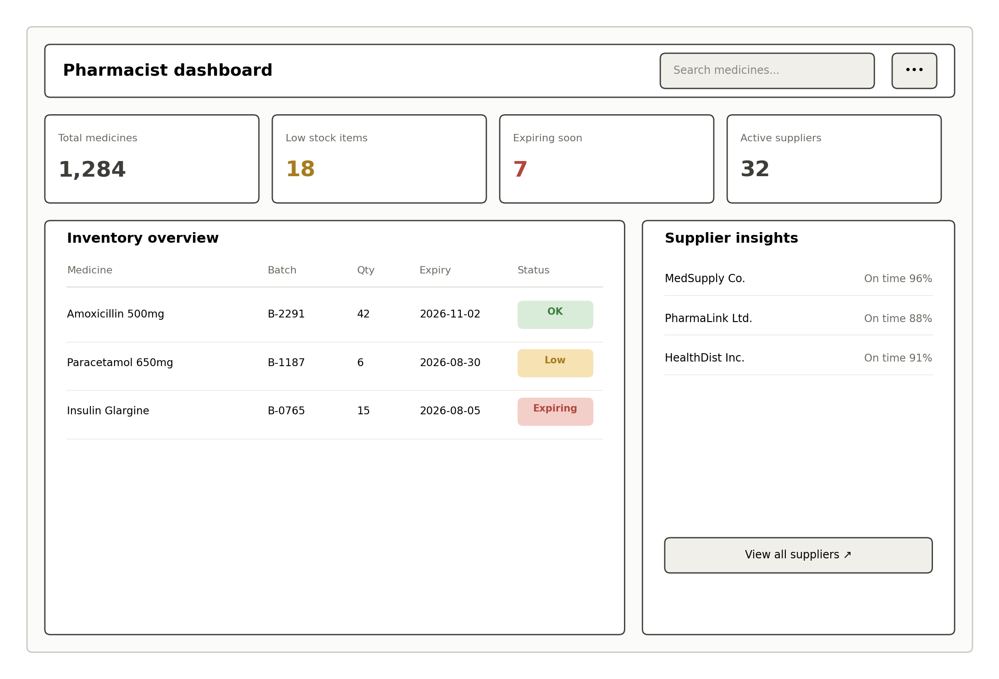 Pharmacist dashboard
Search medicines...
•••
Total medicines
1,284
Low stock items
18
Expiring soon
7
Active suppliers
32
Inventory overview
Medicine Batch Qty Expiry Status
Amoxicillin 500mg B-2291 42 2026-11-02 OK
Paracetamol 650mg B-1187 6 2026-08-30 Low
Insulin Glargine B-0765 15 2026-08-05 Expiring
Supplier insights
MedSupply Co. On time 96%
PharmaLink Ltd. On time 88%
HealthDist Inc. On time 91%
View all suppliers ↗